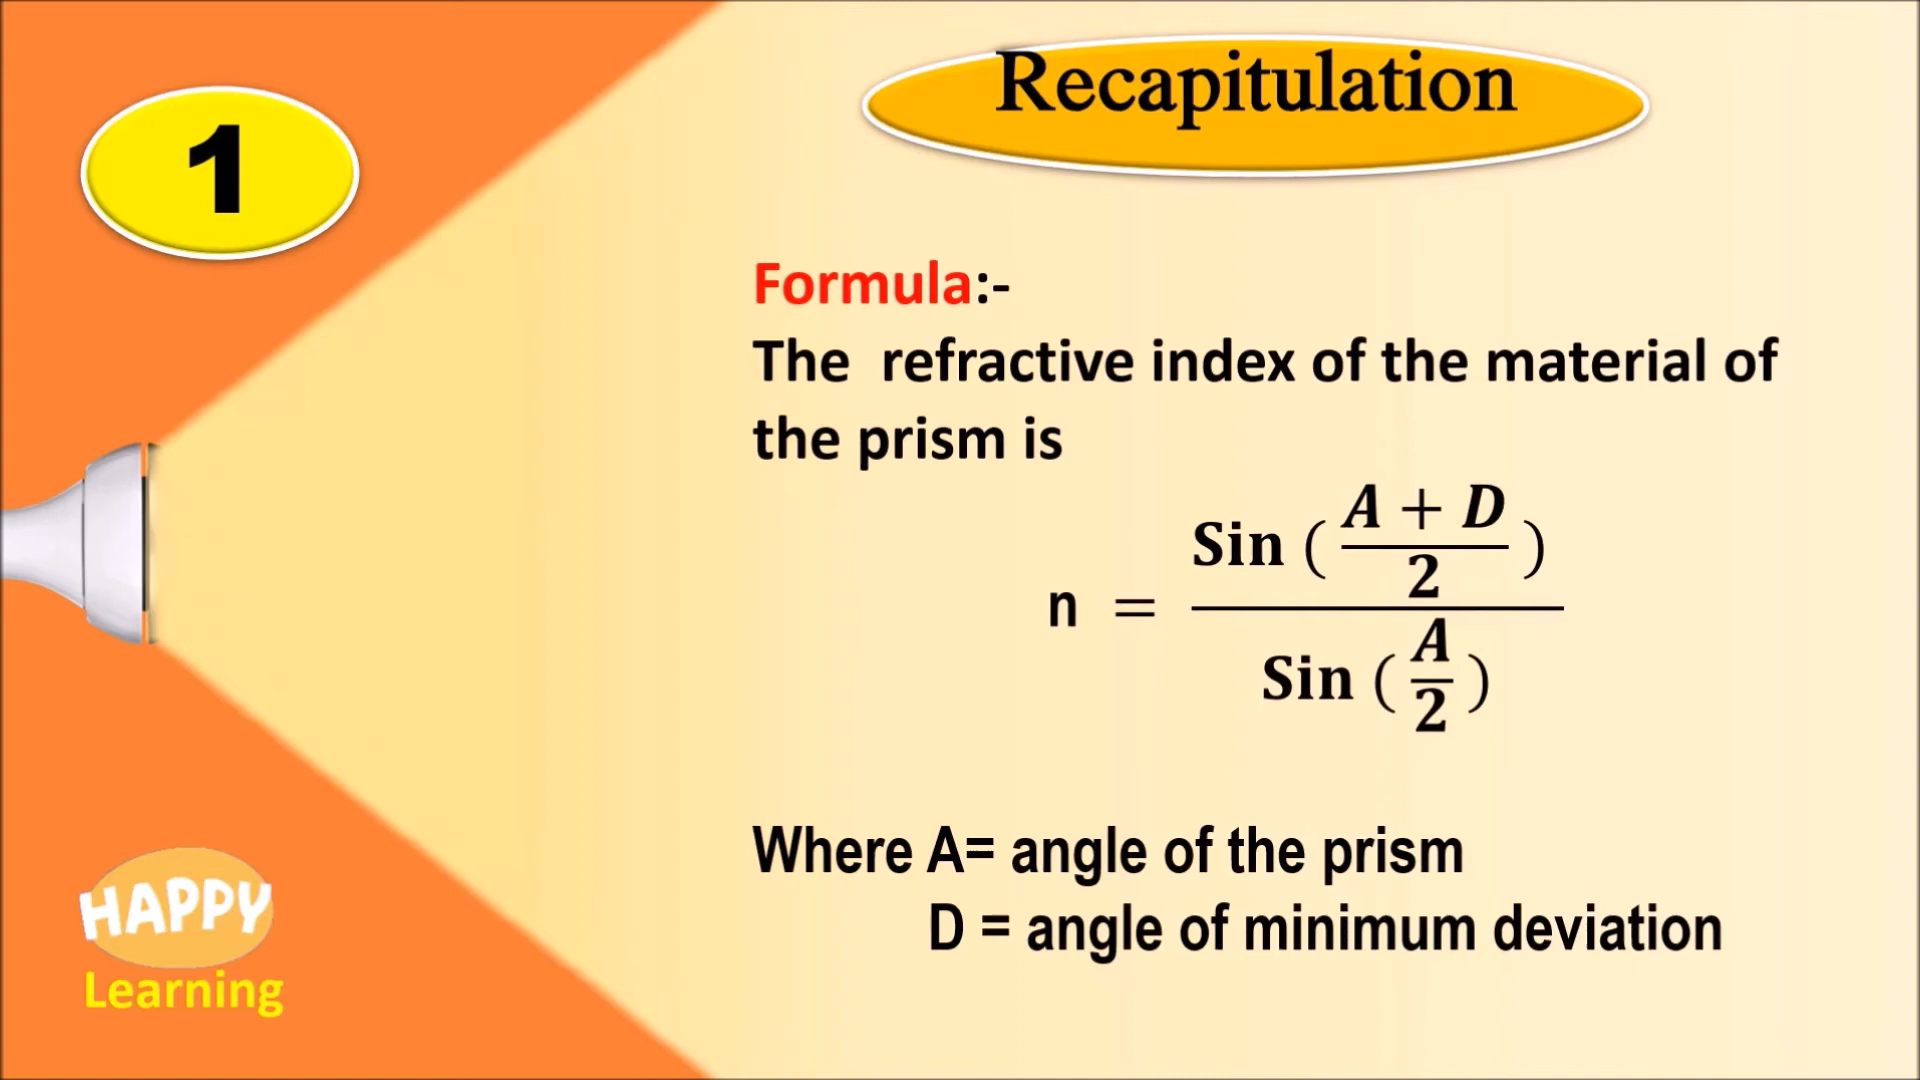 1
Recapitulation
Formula:-
The refractive index of the material of
the prism is
n = Sin ( (A + D)/2 ) / Sin ( A/2 )
Where A= angle of the prism
D = angle of minimum deviation
HAPPY
Learning